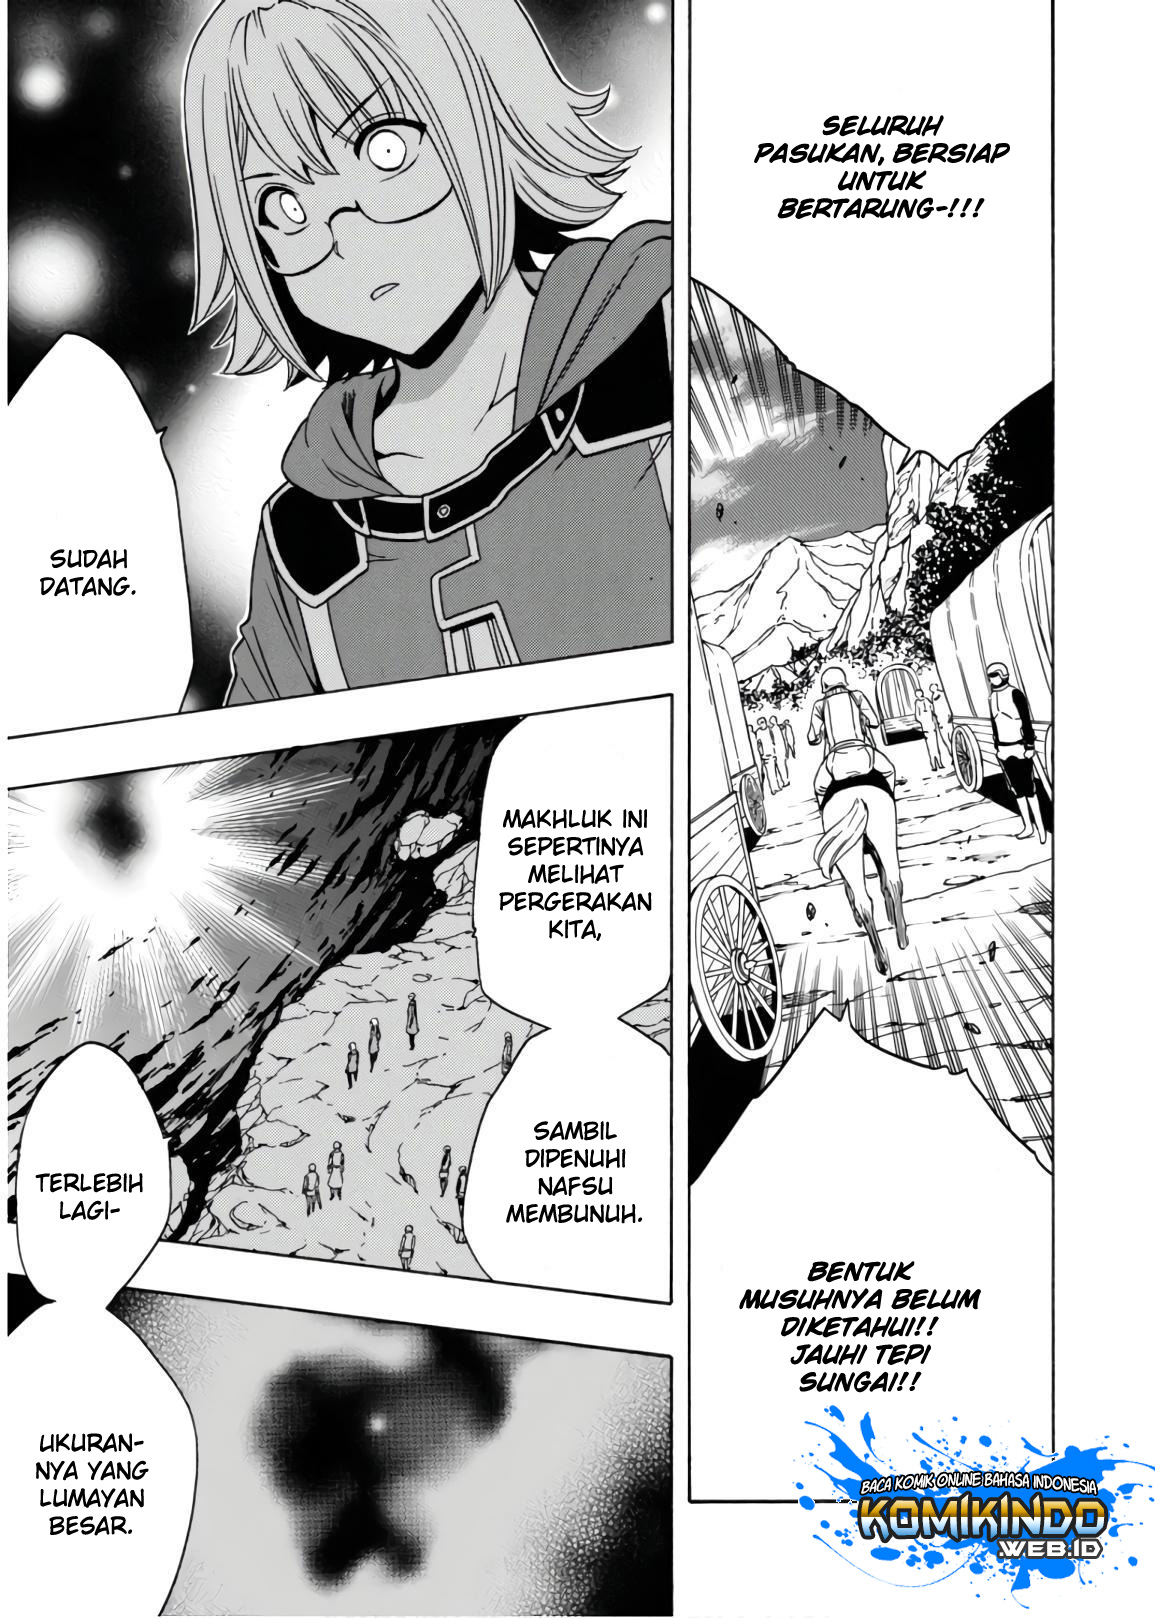 SELURUH
PASUKAN, BERSIAP
UNTUK
BERTARUNG-!!!
BENTUK
MUSUHNYA BELUM
DIKETAHUI!!
JAUHI TEPI
SUNGAI!!
SUDAH
DATANG.
MAKHLUK INI
SEPERTINYA
MELIHAT
PERGERAKAN
KITA,
SAMBIL
DIPENUHI
NAFSU
MEMBUNUH.
TERLEBIH
LAGI-
UKURAN-
NYA YANG
LUMAYAN
BESAR.
BACA KOMIK ONLINE BAHASA INDONESIA
KOMIKINDO
.WEB.ID